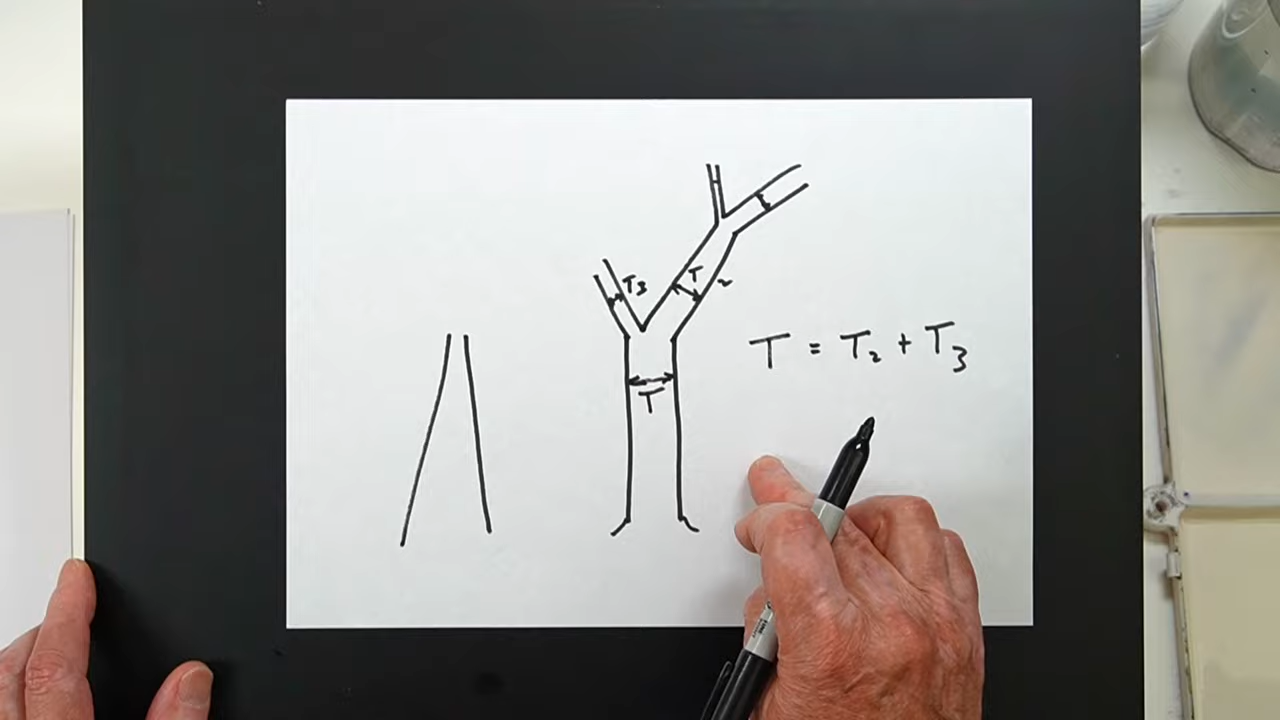 T₃
T₂
T = T₂ + T₃
T